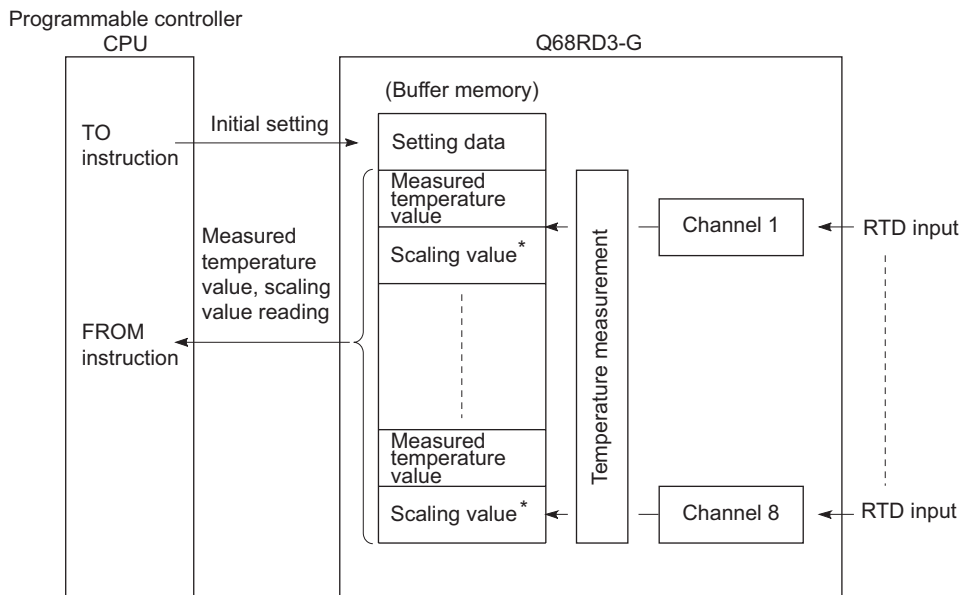 Programmable controller
CPU
Q68RD3-G
(Buffer memory)
TO
instruction
Initial setting
Setting data
Measured
temperature
value
Scaling value*
Measured
temperature
value, scaling
value reading
FROM
instruction
Measured
temperature
value
Scaling value*
Temperature measurement
Channel 1
RTD input
Channel 8
RTD input